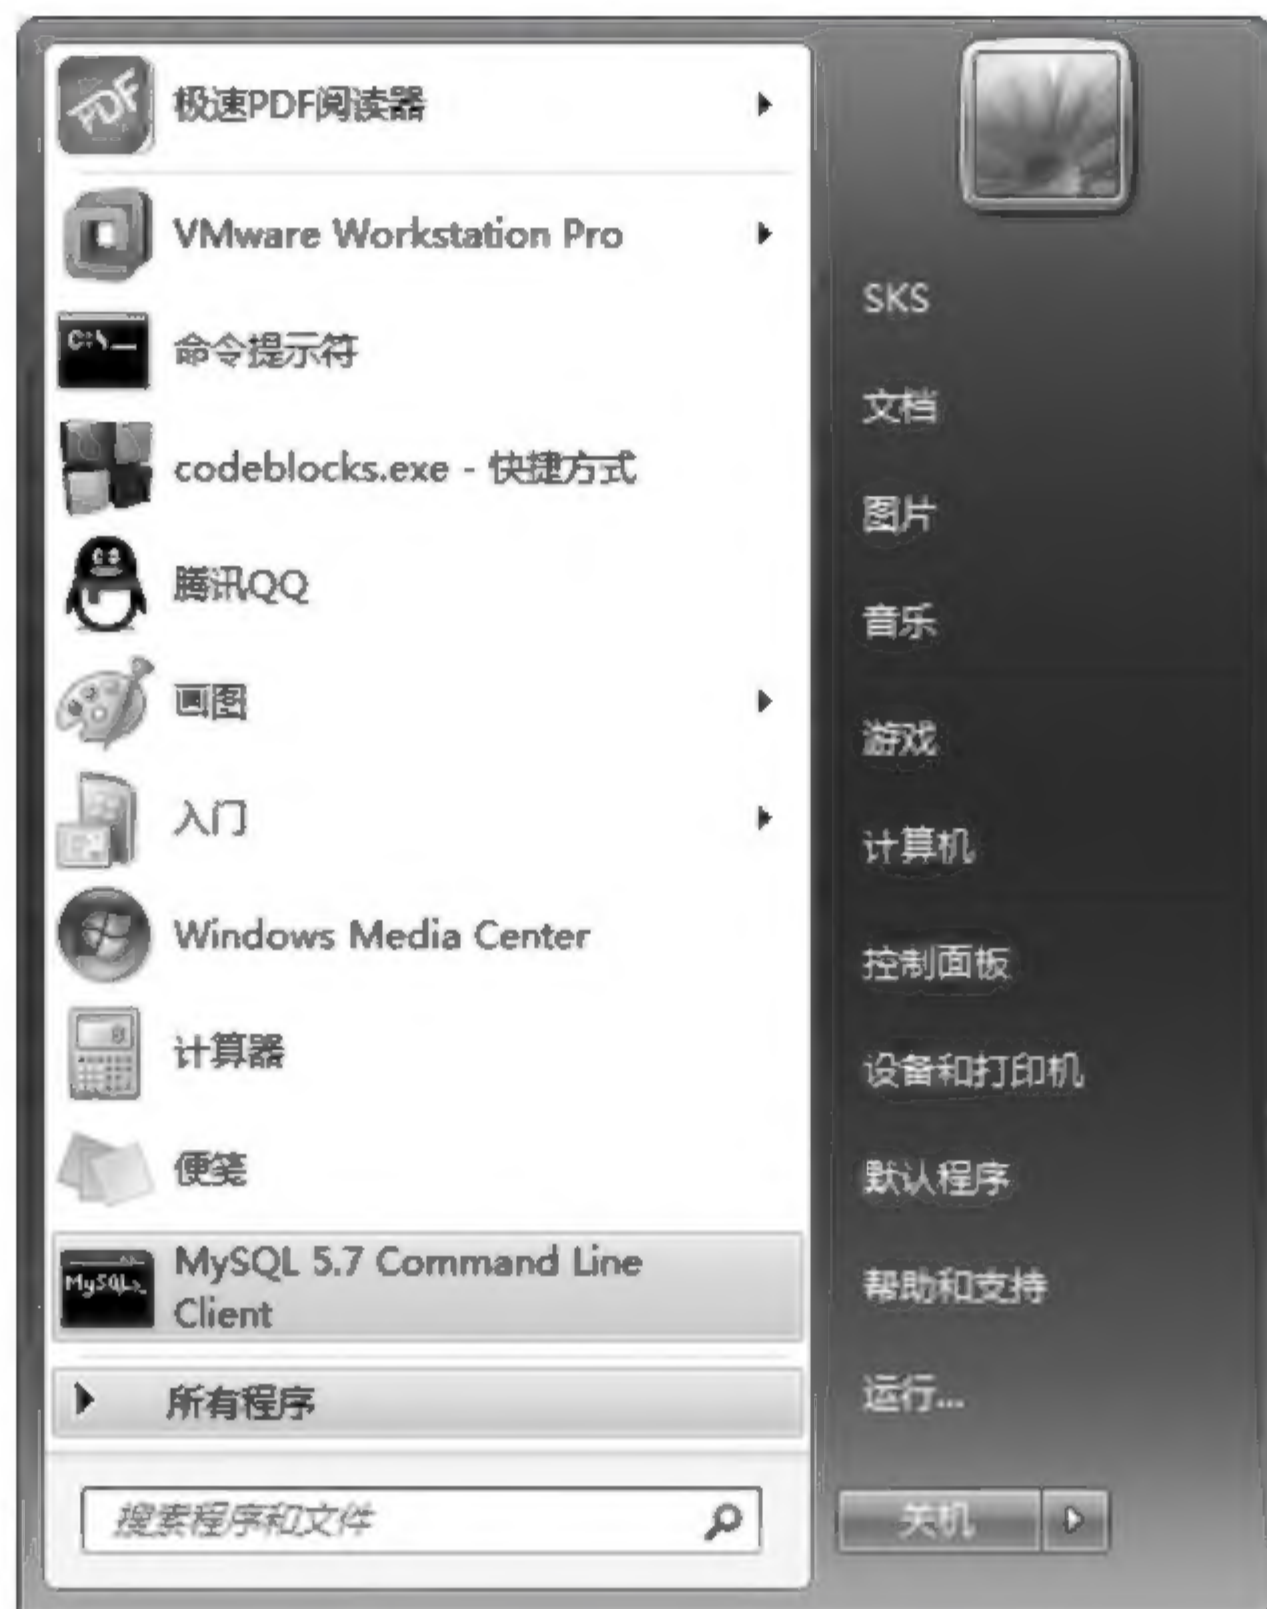 PDF
极速PDF阅读器
VMware Workstation Pro
C:\_
命令提示符
codeblocks.exe - 快捷方式
腾讯QQ
画图
入门
Windows Media Center
计算器
便笺
MySQL>_
MySQL 5.7 Command Line
Client
所有程序
搜索程序和文件
SKS
文档
图片
音乐
游戏
计算机
控制面板
设备和打印机
默认程序
帮助和支持
运行...
关机